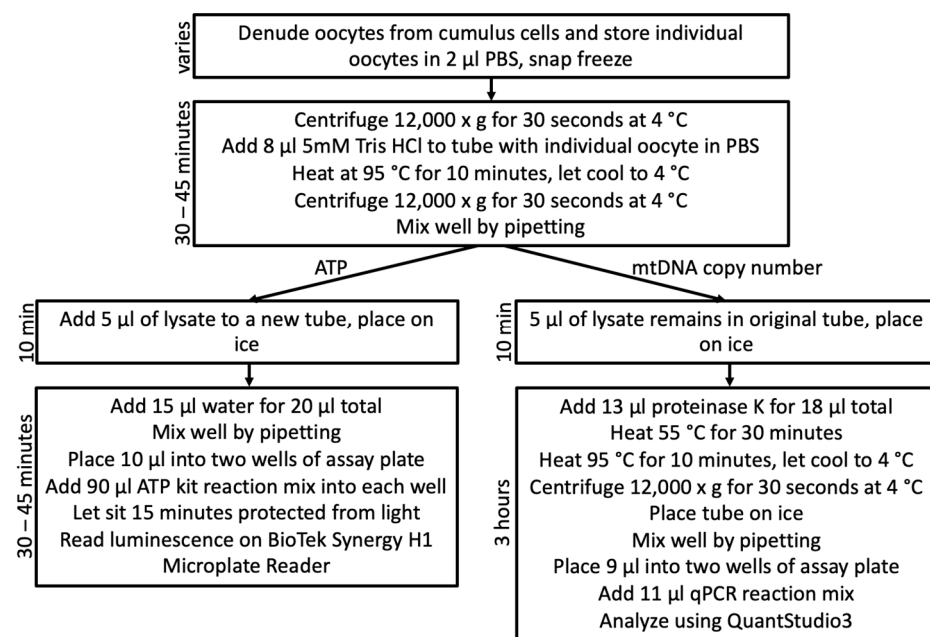 varies
Denude oocytes from cumulus cells and store individual
oocytes in 2 µl PBS, snap freeze
30 – 45 minutes
Centrifuge 12,000 x g for 30 seconds at 4 °C
Add 8 µl 5mM Tris HCl to tube with individual oocyte in PBS
Heat at 95 °C for 10 minutes, let cool to 4 °C
Centrifuge 12,000 x g for 30 seconds at 4 °C
Mix well by pipetting
ATP
mtDNA copy number
10 min
Add 5 µl of lysate to a new tube, place on
ice
10 min
5 µl of lysate remains in original tube, place
on ice
30 – 45 minutes
Add 15 µl water for 20 µl total
Mix well by pipetting
Place 10 µl into two wells of assay plate
Add 90 µl ATP kit reaction mix into each well
Let sit 15 minutes protected from light
Read luminescence on BioTek Synergy H1
Microplate Reader
3 hours
Add 13 µl proteinase K for 18 µl total
Heat 55 °C for 30 minutes
Heat 95 °C for 10 minutes, let cool to 4 °C
Centrifuge 12,000 x g for 30 seconds at 4 °C
Place tube on ice
Mix well by pipetting
Place 9 µl into two wells of assay plate
Add 11 µl qPCR reaction mix
Analyze using QuantStudio3